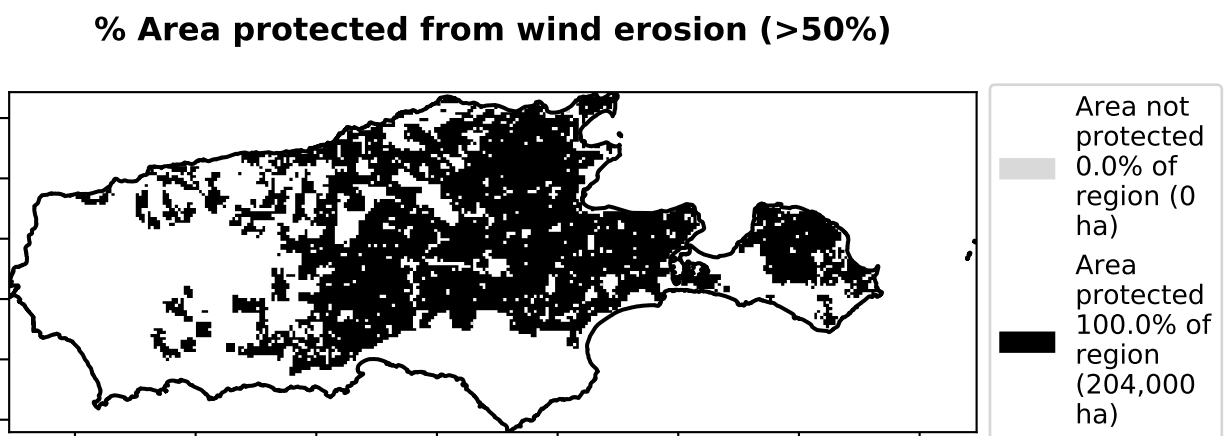 % Area protected from wind erosion (>50%)
Area not
protected
0.0% of
region (0
ha)
Area
protected
100.0% of
region
(204,000
ha)